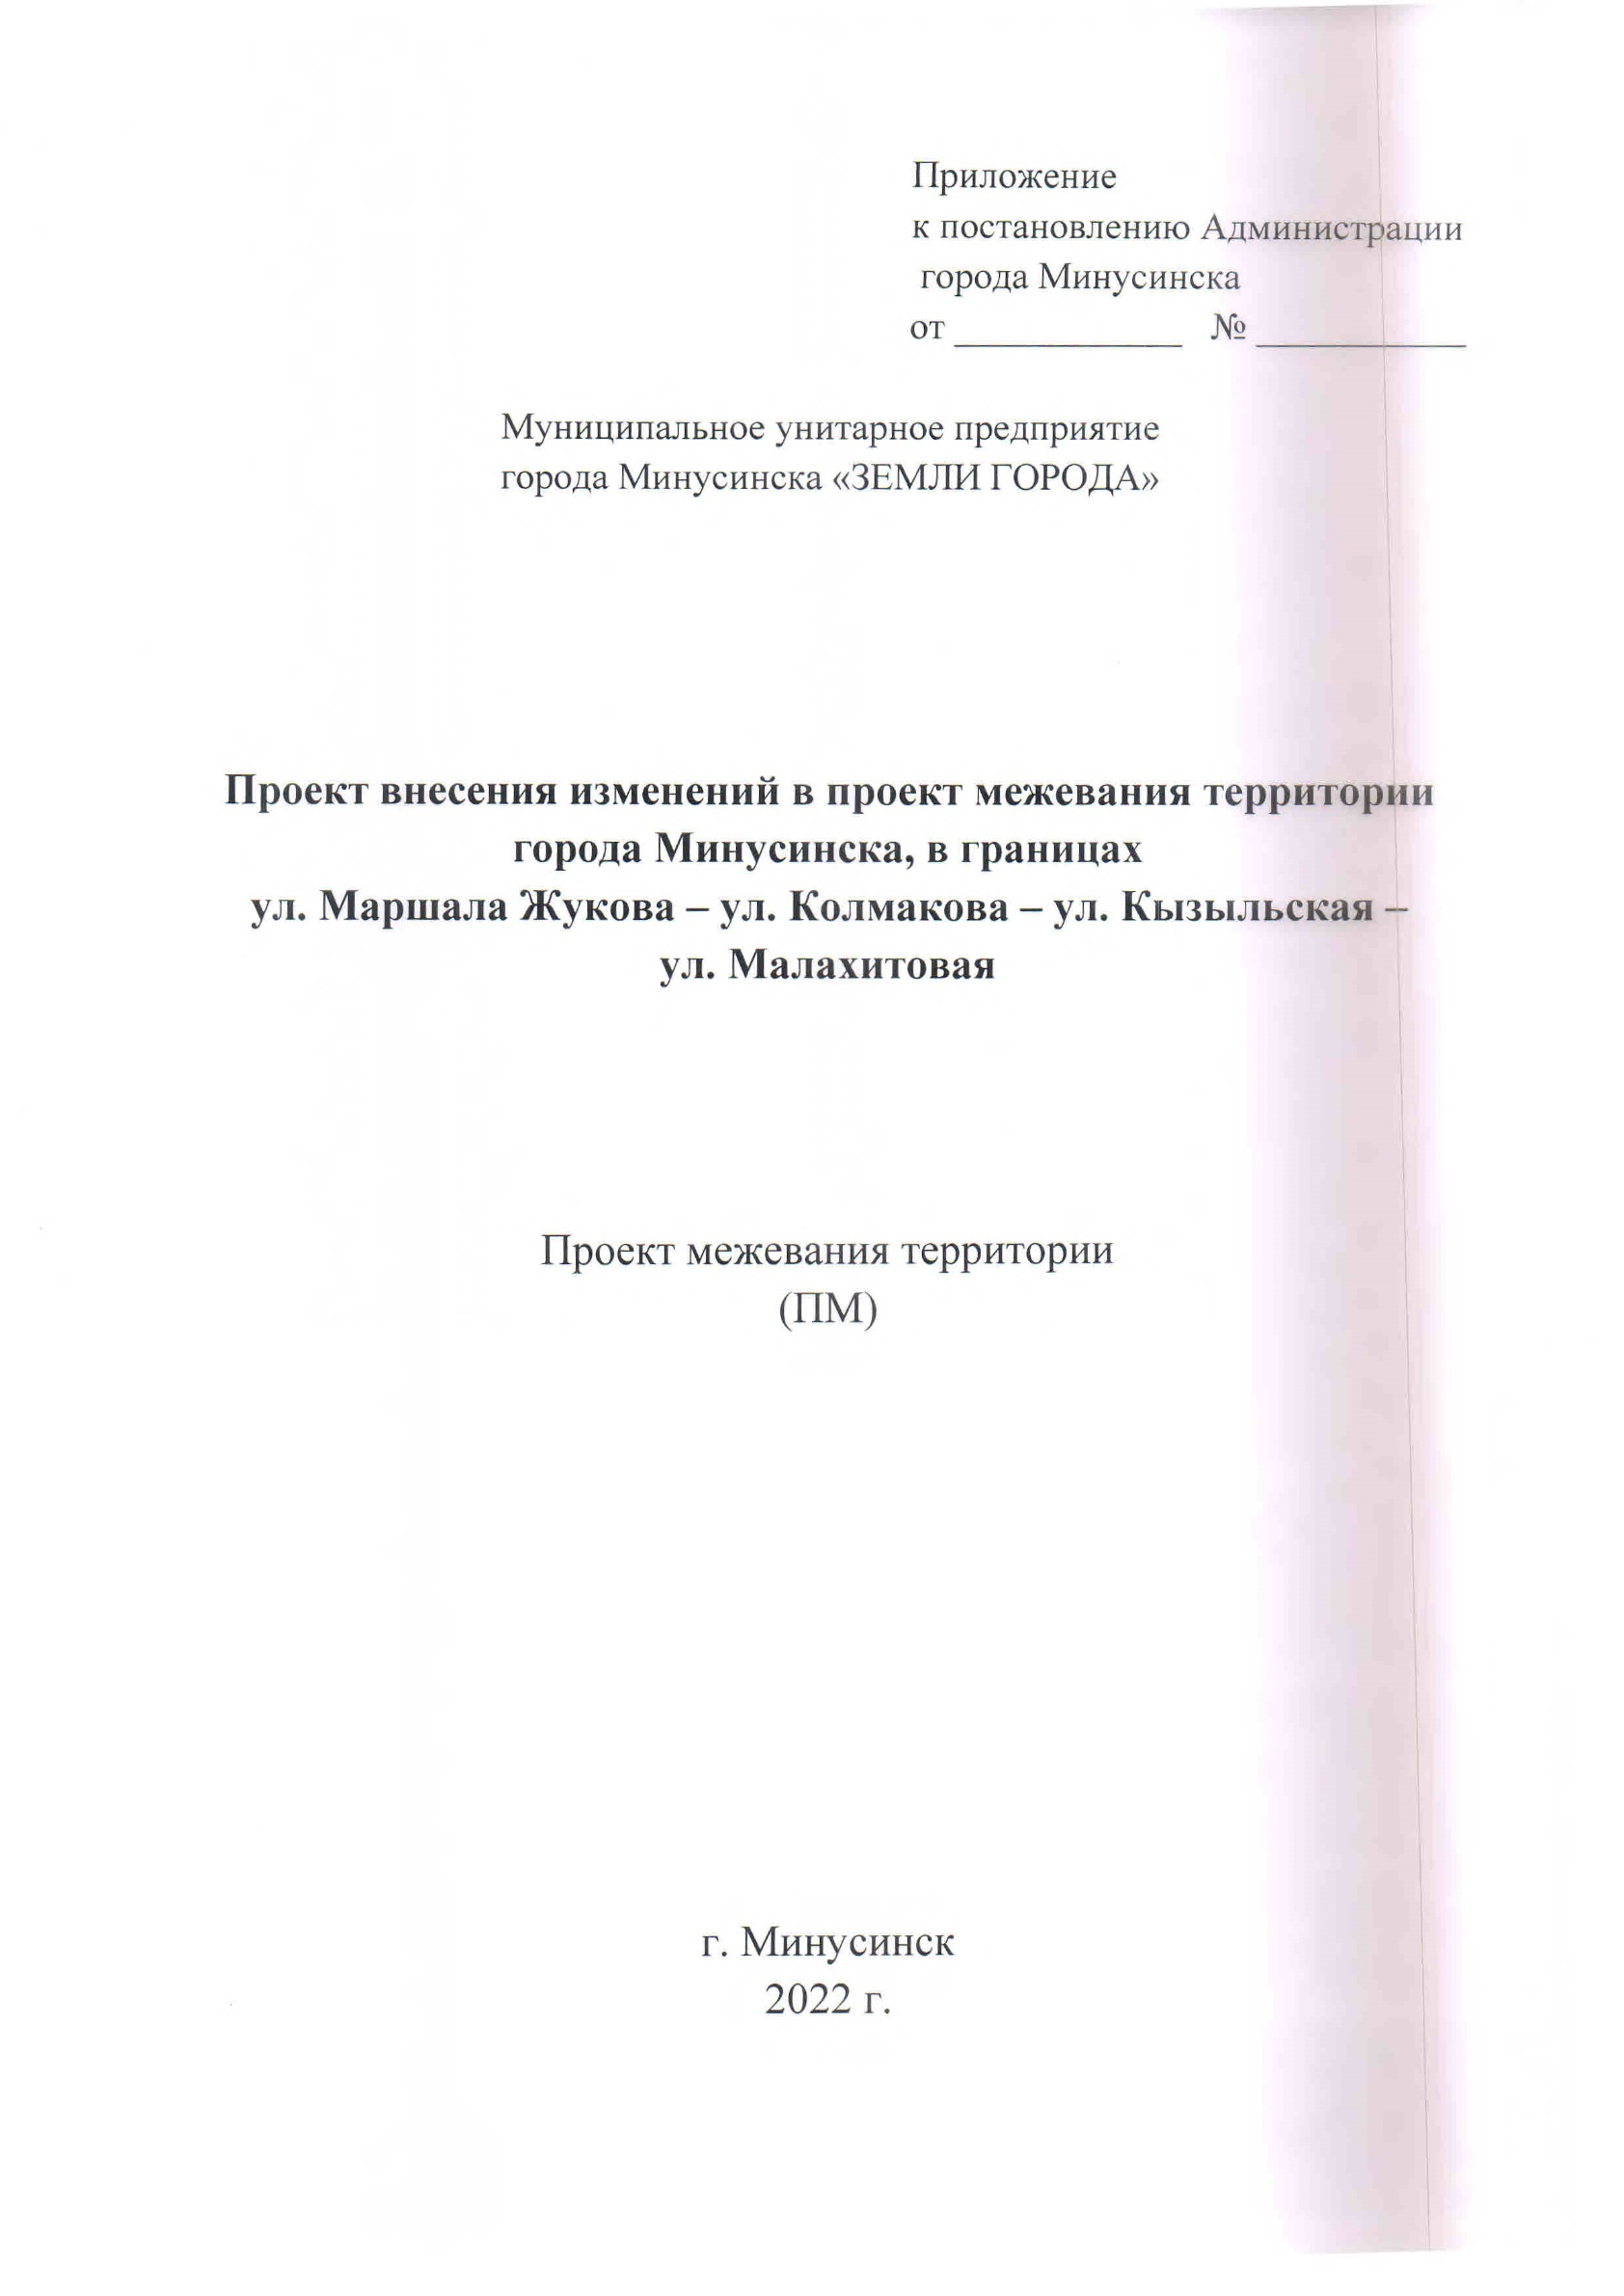 Приложение
к постановлению Администрации
города Минусинска
от ____________ № ___________
Муниципальное унитарное предприятие
города Минусинска «ЗЕМЛИ ГОРОДА»
Проект внесения изменений в проект межевания территории
города Минусинска, в границах
ул. Маршала Жукова – ул. Колмакова – ул. Кызыльская –
ул. Малахитовая
Проект межевания территории
(ПМ)
г. Минусинск
2022 г.